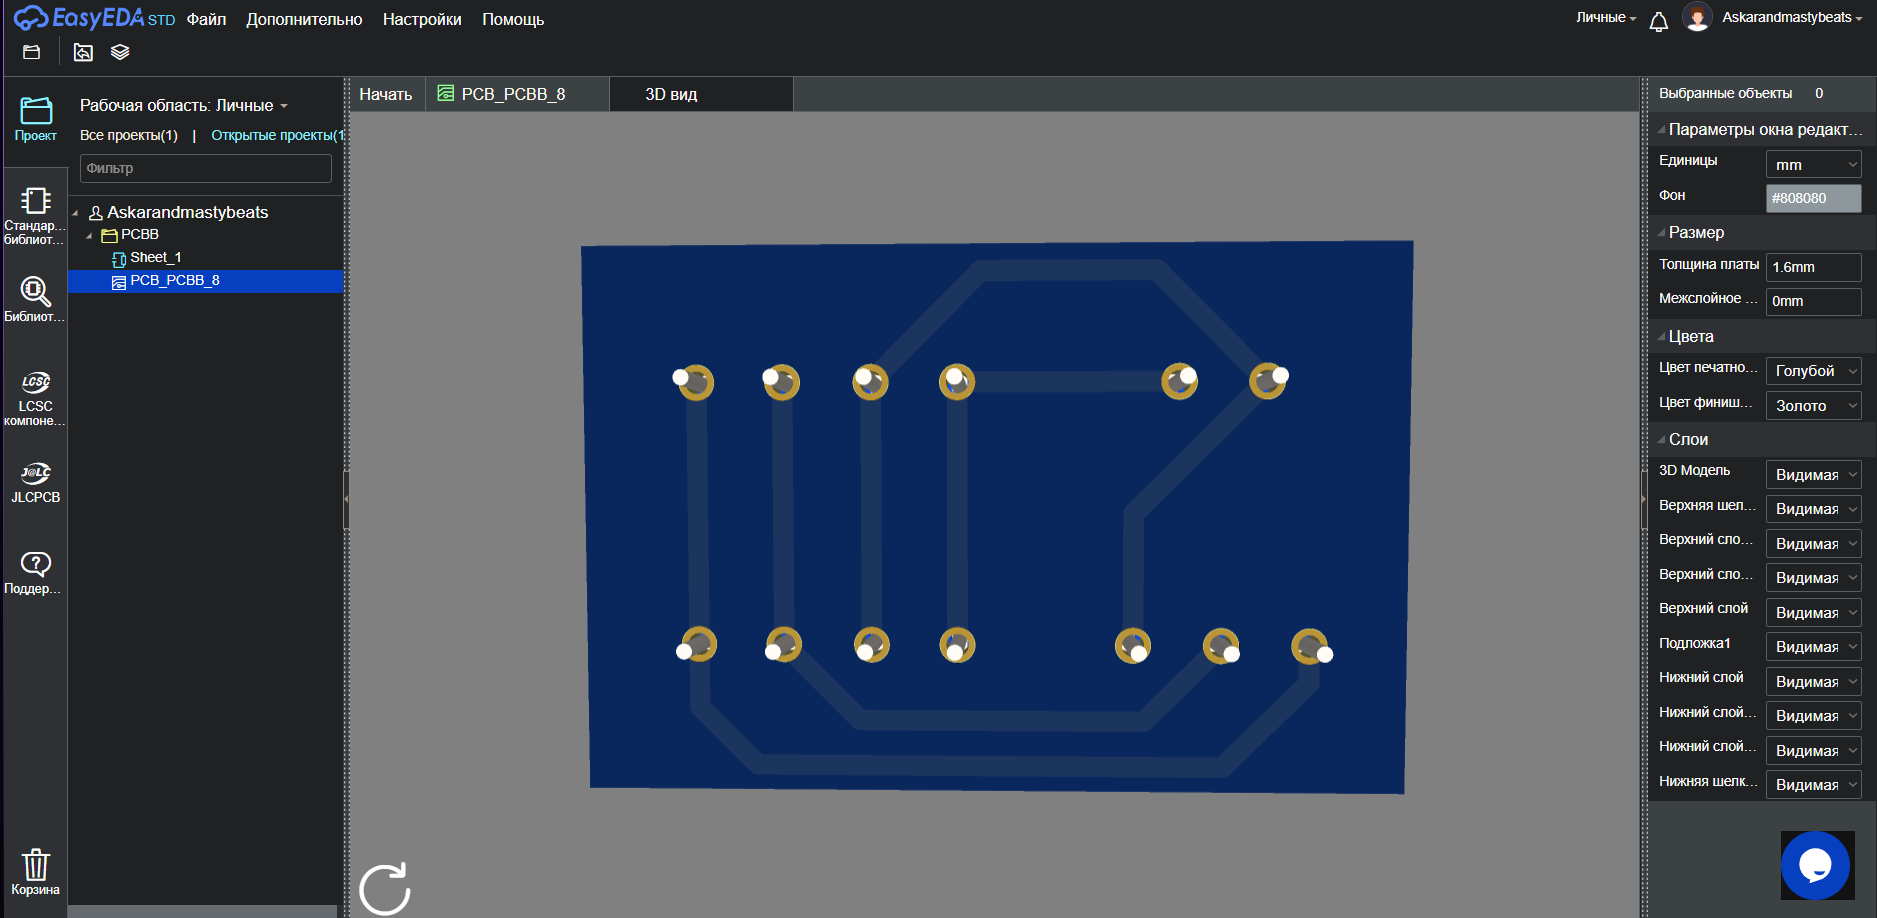 EasyEDA STD Файл Дополнительно Настройки Помощь
Личные Askarandmastybeats
Проект
Стандар...
библиот...
Библиот...
LCSC
LCSC
компоне...
J@LC
JLCPCB
?
Поддер...
Корзина
Рабочая область: Личные
Все проекты(1) | Открытые проекты(1
Фильтр
Askarandmastybeats
PCBB
Sheet_1
PCB_PCBB_8
Начать PCB_PCBB_8 3D вид
Выбранные объекты 0
Параметры окна редакт...
Единицы mm
Фон #808080
Размер
Толщина платы 1.6mm
Межслойное ... 0mm
Цвета
Цвет печатно... Голубой
Цвет финиш... Золото
Слои
3D Модель Видимая
Верхняя шел... Видимая
Верхний сло... Видимая
Верхний сло... Видимая
Верхний слой Видимая
Подложка1 Видимая
Нижний слой Видимая
Нижний слой... Видимая
Нижний слой... Видимая
Нижняя шелк... Видимая